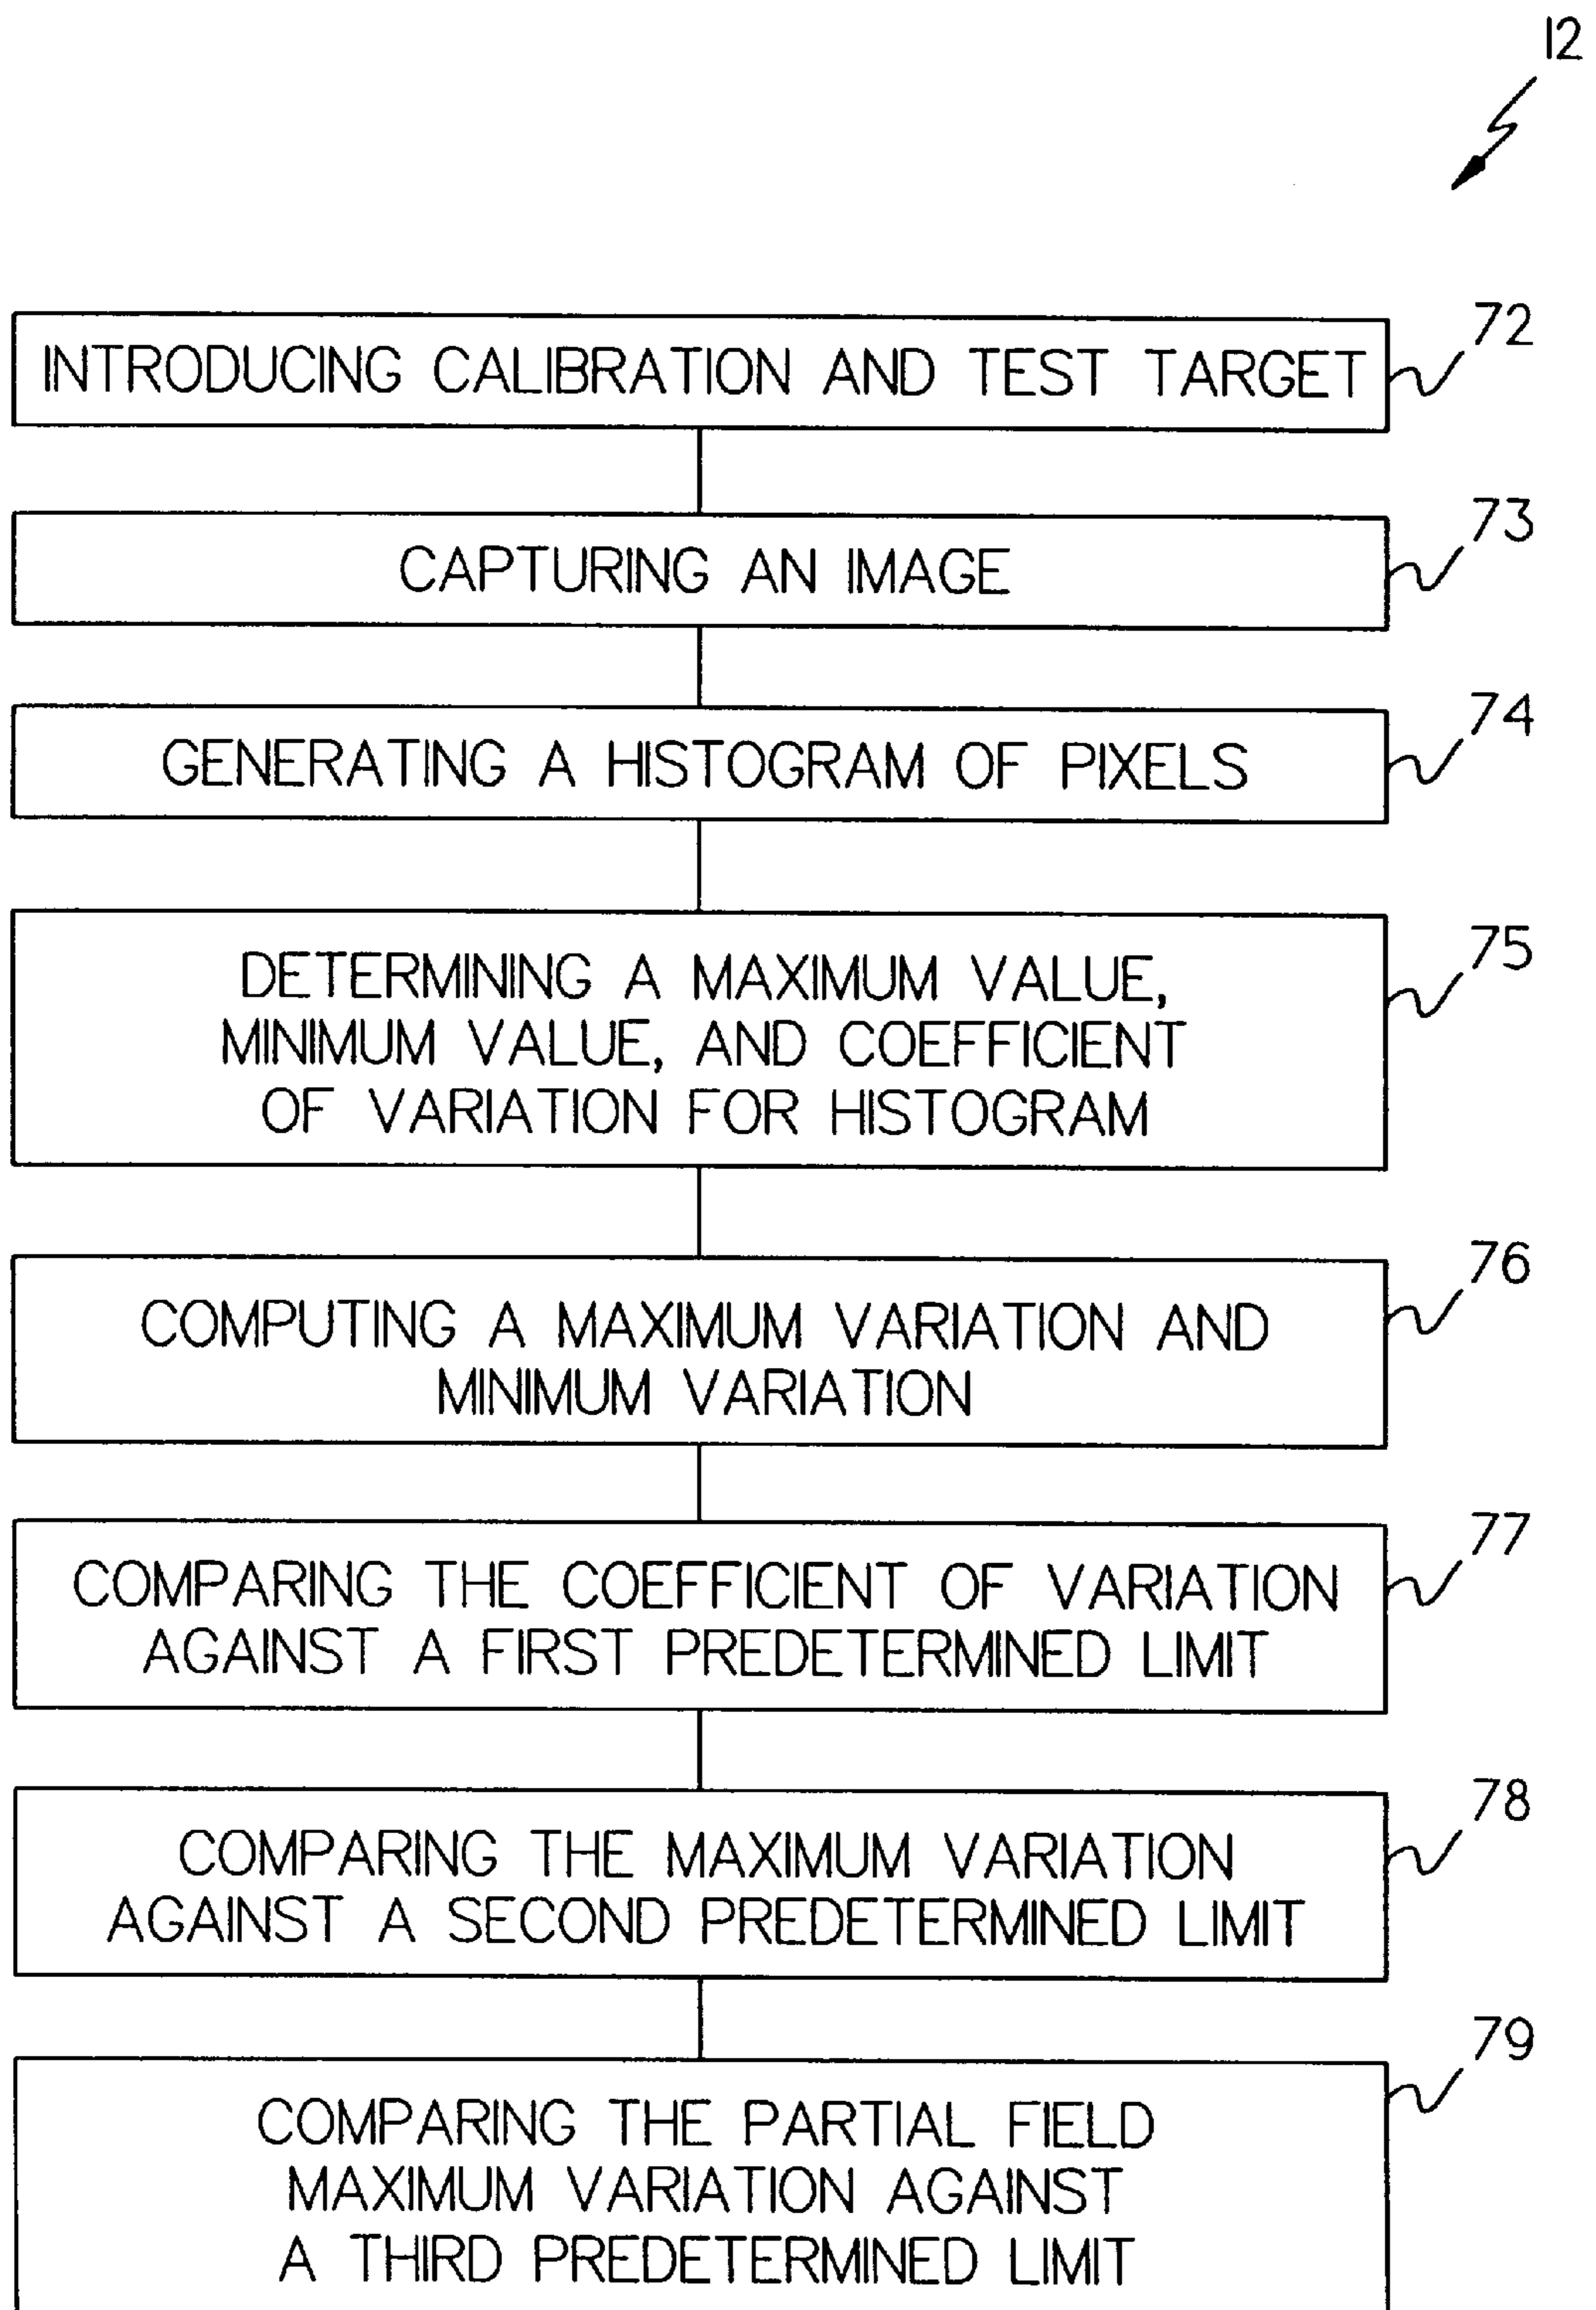 12
INTRODUCING CALIBRATION AND TEST TARGET
72
CAPTURING AN IMAGE
73
GENERATING A HISTOGRAM OF PIXELS
74
DETERMINING A MAXIMUM VALUE,
MINIMUM VALUE, AND COEFFICIENT
OF VARIATION FOR HISTOGRAM
75
COMPUTING A MAXIMUM VARIATION AND
MINIMUM VARIATION
76
COMPARING THE COEFFICIENT OF VARIATION
AGAINST A FIRST PREDETERMINED LIMIT
77
COMPARING THE MAXIMUM VARIATION
AGAINST A SECOND PREDETERMINED LIMIT
78
COMPARING THE PARTIAL FIELD
MAXIMUM VARIATION AGAINST
A THIRD PREDETERMINED LIMIT
79